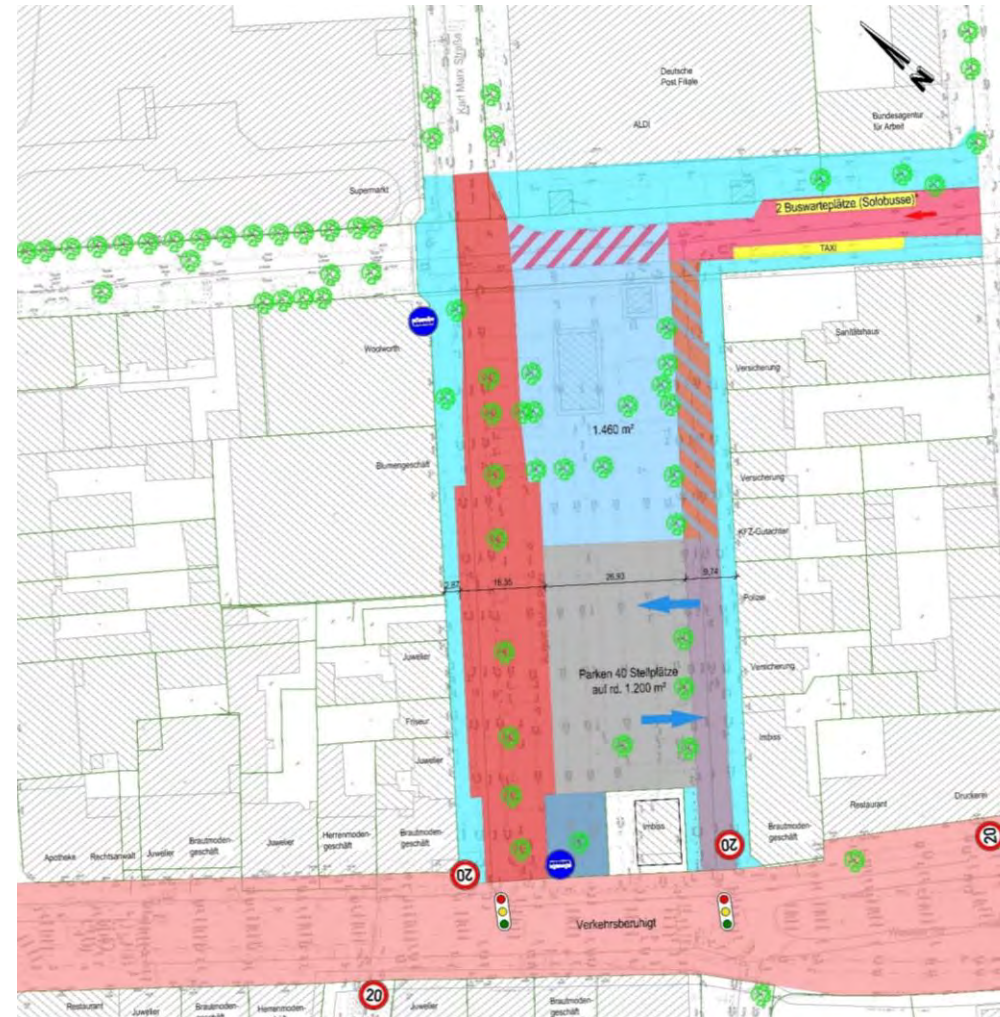 Karl Marx Straße
N
Deutsche
Post Filiale
ALDI
Bundesagentur
für Arbeit
Supermarkt
2 Buswarteplätze (Solobusse)
TAXI
Woolworth
Sanitätshaus
Versicherung
1.460 m²
Blumengeschäft
Versicherung
KFZ-Gutachter
2,87
16,35
26,93
9,74
Polizei
Juwelier
Parken 40 Stellplätze
auf rd. 1.200 m²
Versicherung
Friseur
Juwelier
Imbiss
Restaurant
Druckerei
Apotheke
Rechtsanwalt
Juwelier
Brautmoden-
geschäft
Juwelier
Herrenmoden-
geschäft
Brautmoden-
geschäft
Imbiss
Brautmoden-
geschäft
20
20
20
Verkehrsberuhigt
20
Restaurant
Juwelier
Brautmoden-
Herrenmoden-
Juwelier
Brautmoden-